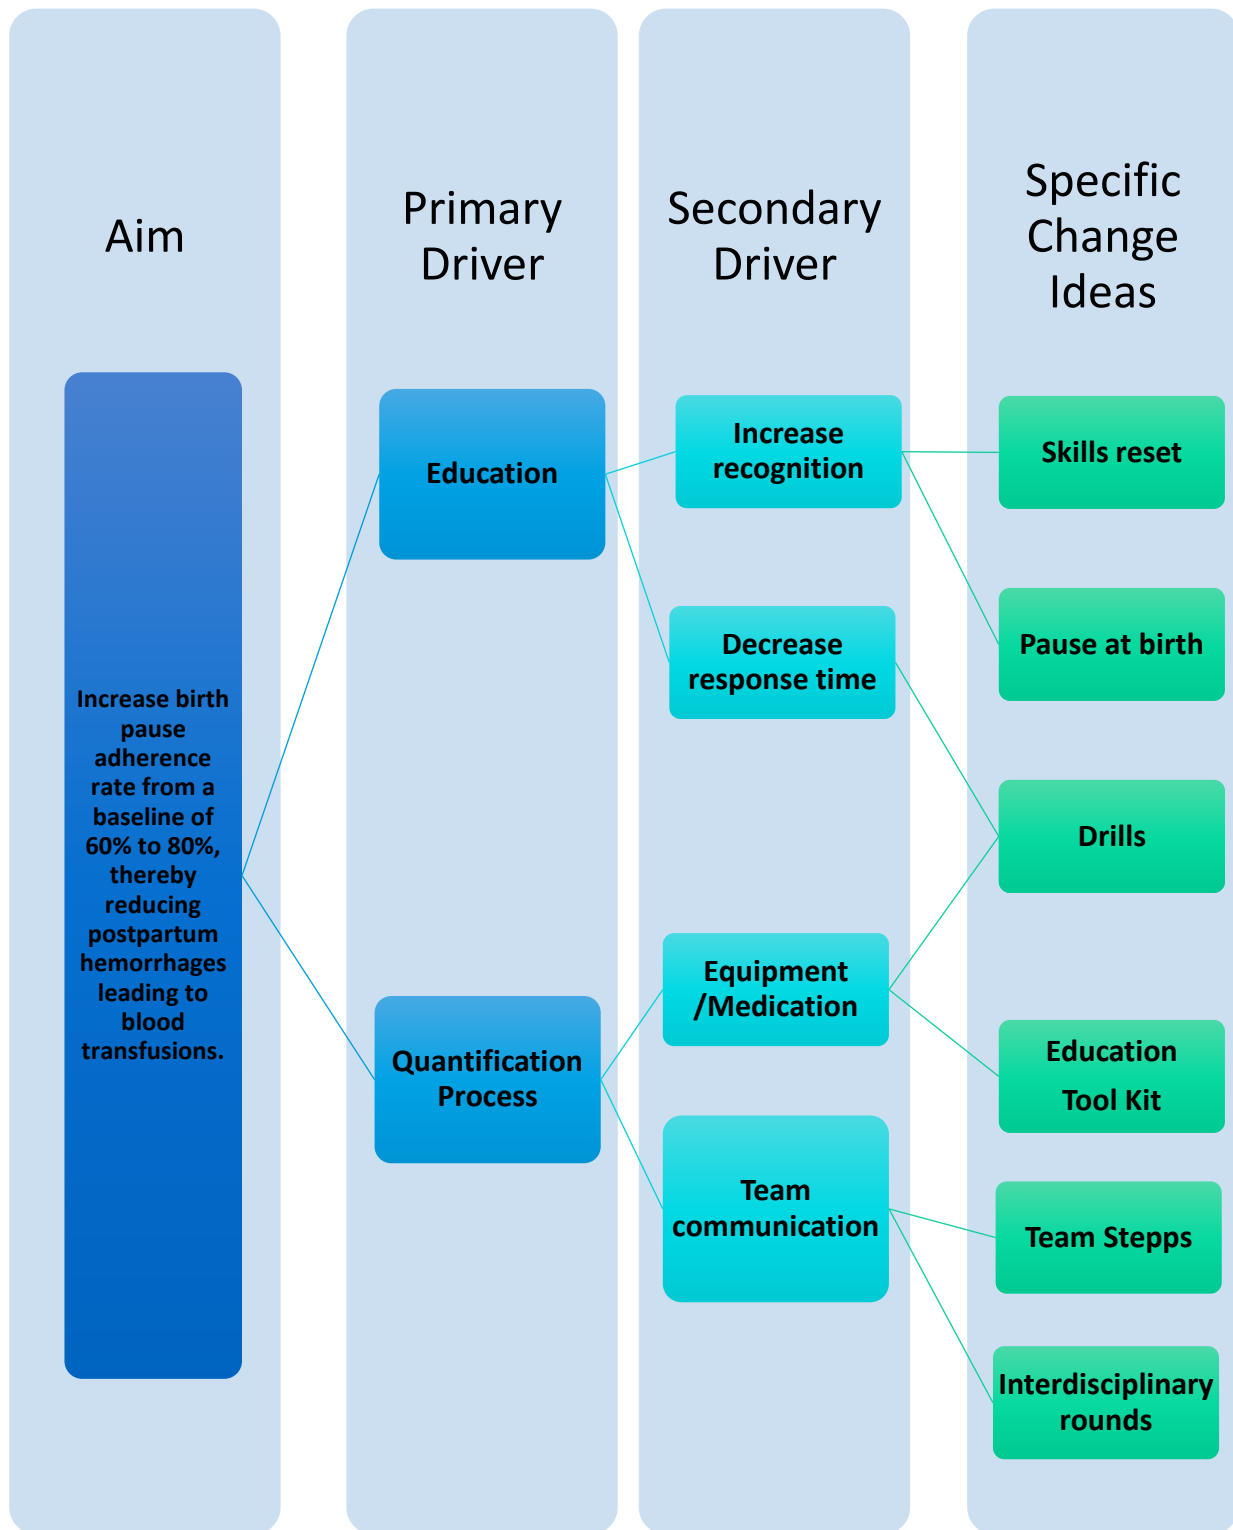 Aim
Primary
Driver
Secondary
Driver
Specific
Change
Ideas
Increase birth
pause
adherence
rate from a
baseline of
60% to 80%,
thereby
reducing
postpartum
hemorrhages
leading to
blood
transfusions.
Education
Quantification
Process
Increase
recognition
Decrease
response time
Equipment
/Medication
Team
communication
Skills reset
Pause at birth
Drills
Education
Tool Kit
Team Stepps
Interdisciplinary
rounds